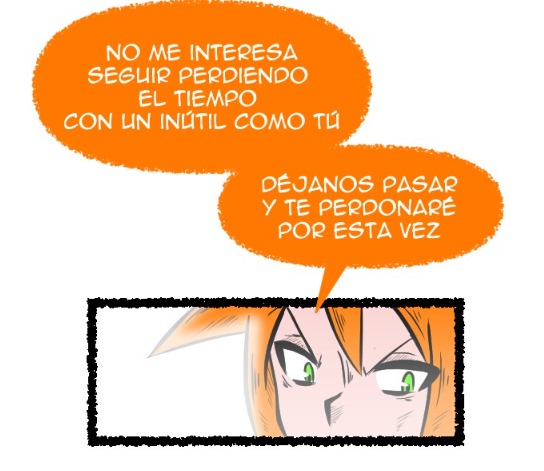 NO ME INTERESA
SEGUIR PERDIENDO
EL TIEMPO
CON UN INÚTIL COMO TÚ
DÉJANOS PASAR
Y TE PERDONARÉ
POR ESTA VEZ